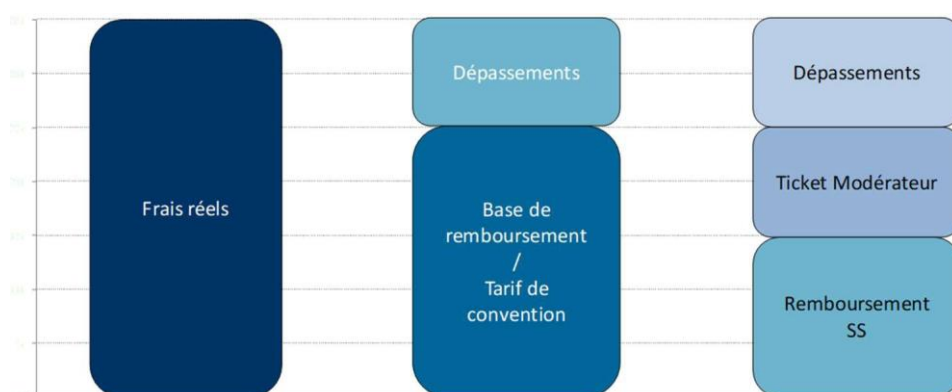 Frais réels
Dépassements
Base de
remboursement
/
Tarif de
convention
Dépassements
Ticket Modérateur
Remboursement
SS